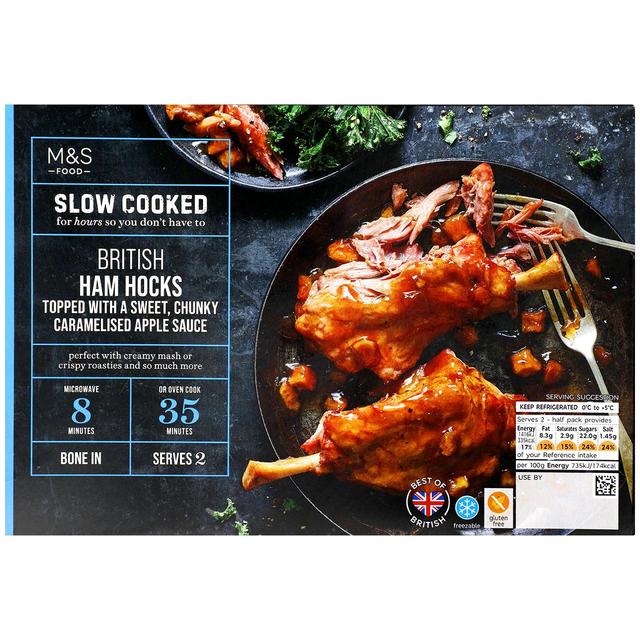 M&S
—FOOD—
SLOW COOKED
for hours so you don't have to
BRITISH
HAM HOCKS
TOPPED WITH A SWEET, CHUNKY
CARAMELISED APPLE SAUCE
perfect with creamy mash or
crispy roasties and so much more
MICROWAVE
8
MINUTES
OR OVEN COOK
35
MINUTES
BONE IN
SERVES 2
SERVING SUGGESTION
KEEP REFRIGERATED 0°C to +5°C
Serves 2 - half pack provides
Energy Fat Saturates Sugars Salt
8.3g 2.9g 22.0g 1.45g
17% 12% 15% 24% 24%
of your Reference intake
per 100g Energy 735kJ/174kcal
USE BY
BEST OF
BRITISH
freezable
gluten
free